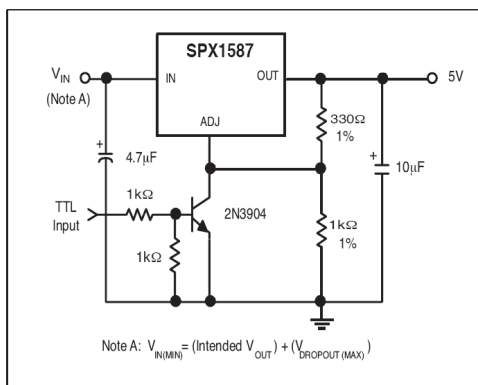 SPX1587
V_IN
(Note A)
IN
OUT
5V
ADJ
330Ω
1%
+
4.7µF
+
10µF
1kΩ
TTL
Input
2N3904
1kΩ
1kΩ
1%
Note A: V_IN(MIN) = (Intended V_OUT) + (V_DROPOUT (MAX))